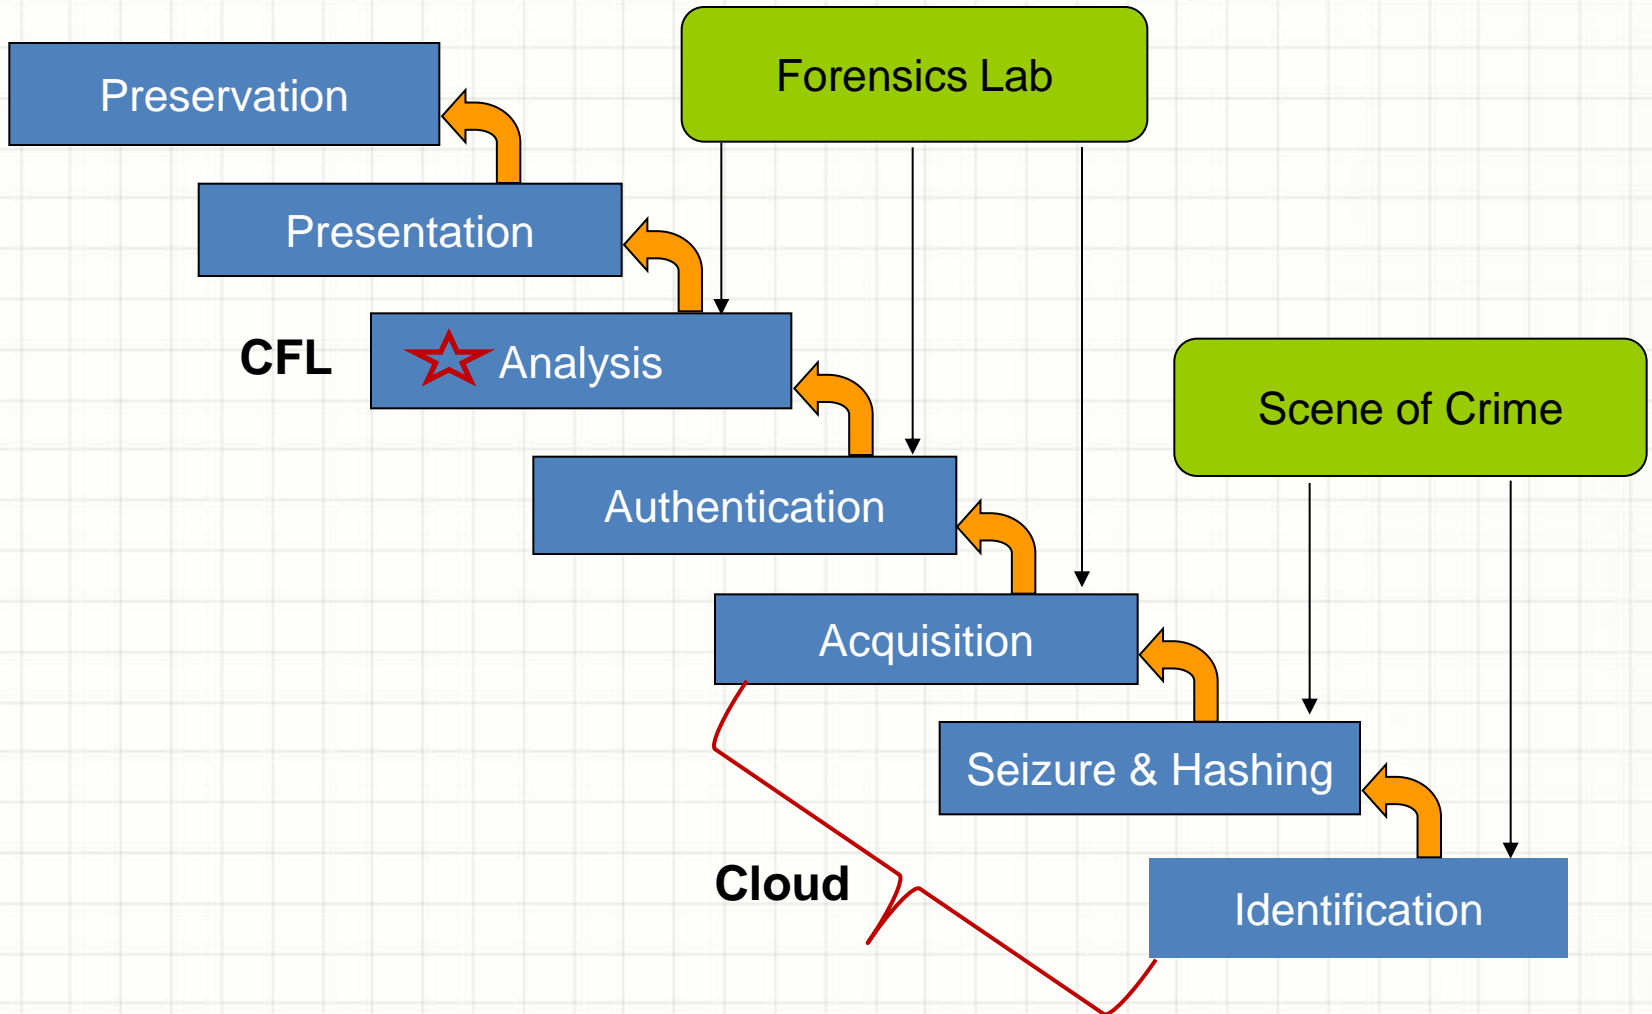 Forensics Lab
Preservation
Presentation
CFL
Analysis
Scene of Crime
Authentication
Acquisition
Seizure & Hashing
Cloud
Identification